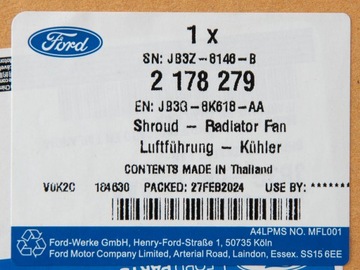 Ford
1 x
SN: JB3Z-8146-B
2 178 279
EN: JB3G-8K618-AA
Shroud - Radiator Fan
Luftführung - Kühler
CONTENTS MADE IN Thailand
V0K2C 184630 PACKED: 27FEB2024 USE BY: *******
A4LPMS NO. MFL001
Ford-Werke GmbH, Henry-Ford-Straße 1, 50735 Köln
Ford Motor Company Limited, Arterial Road, Laindon, Essex. SS15 6EE